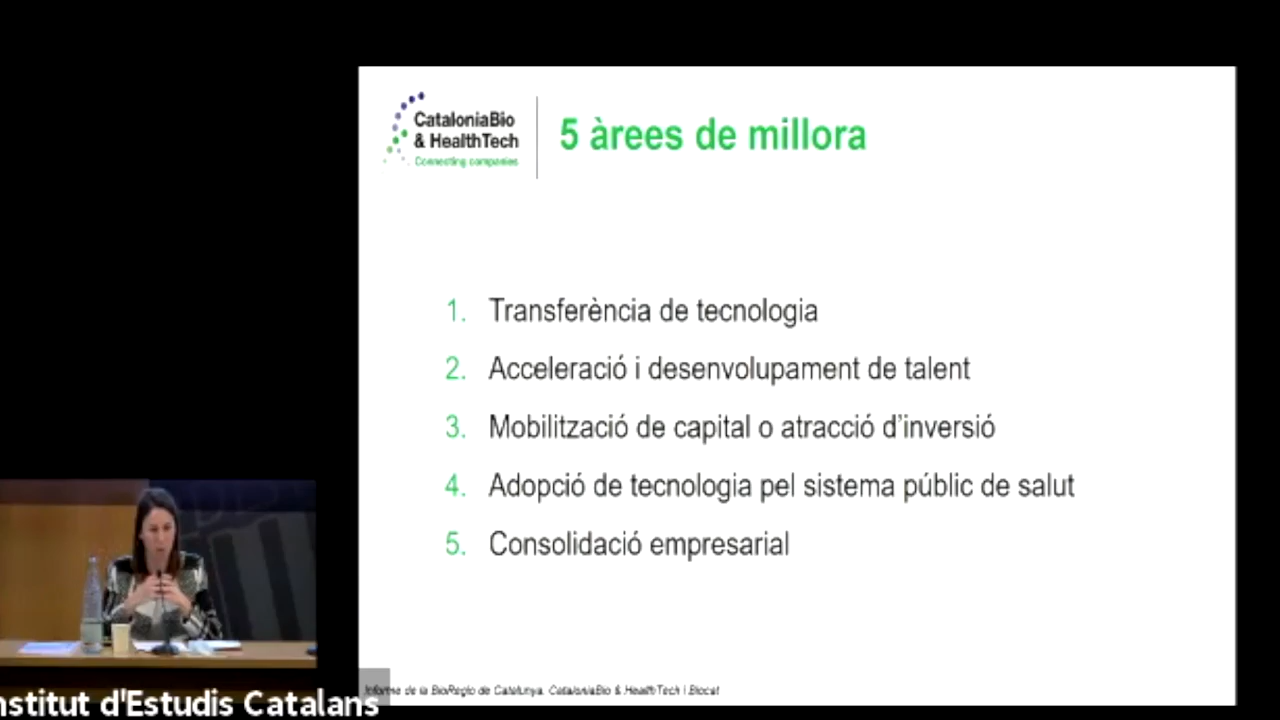 CataloniaBio
& HealthTech
Connecting companies
5 àrees de millora
1. Transferència de tecnologia
2. Acceleració i desenvolupament de talent
3. Mobilització de capital o atracció d'inversió
4. Adopció de tecnologia pel sistema públic de salut
5. Consolidació empresarial
Informe de la BioRegió de Catalunya. CataloniaBio & HealthTech i Biocat
nstitut d'Estudis Catalans